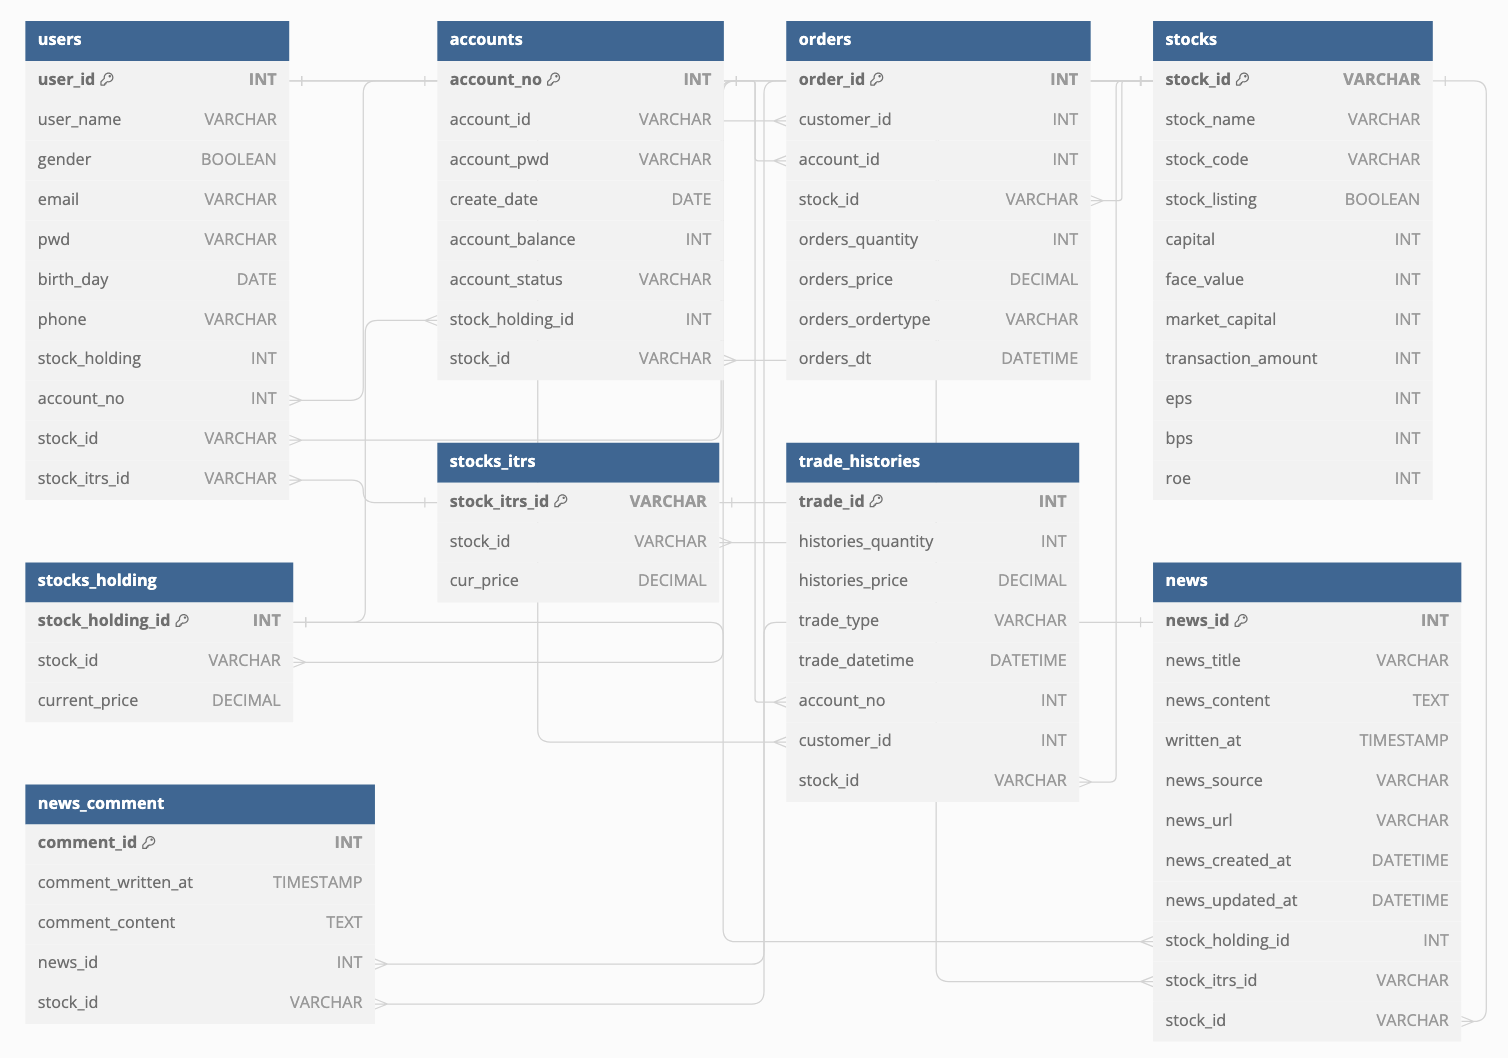 users
user_id INT
user_name VARCHAR
gender BOOLEAN
email VARCHAR
pwd VARCHAR
birth_day DATE
phone VARCHAR
stock_holding INT
account_no INT
stock_id VARCHAR
stock_itrs_id VARCHAR
accounts
account_no INT
account_id VARCHAR
account_pwd VARCHAR
create_date DATE
account_balance INT
account_status VARCHAR
stock_holding_id INT
stock_id VARCHAR
orders
order_id INT
customer_id INT
account_id INT
stock_id VARCHAR
orders_quantity INT
orders_price DECIMAL
orders_ordertype VARCHAR
orders_dt DATETIME
stocks
stock_id VARCHAR
stock_name VARCHAR
stock_code VARCHAR
stock_listing BOOLEAN
capital INT
face_value INT
market_capital INT
transaction_amount INT
eps INT
bps INT
roe INT
stocks_itrs
stock_itrs_id VARCHAR
stock_id VARCHAR
cur_price DECIMAL
trade_histories
trade_id INT
histories_quantity INT
histories_price DECIMAL
trade_type VARCHAR
trade_datetime DATETIME
account_no INT
customer_id INT
stock_id VARCHAR
stocks_holding
stock_holding_id INT
stock_id VARCHAR
current_price DECIMAL
news
news_id INT
news_title VARCHAR
news_content TEXT
written_at TIMESTAMP
news_source VARCHAR
news_url VARCHAR
news_created_at DATETIME
news_updated_at DATETIME
stock_holding_id INT
stock_itrs_id VARCHAR
stock_id VARCHAR
news_comment
comment_id INT
comment_written_at TIMESTAMP
comment_content TEXT
news_id INT
stock_id VARCHAR